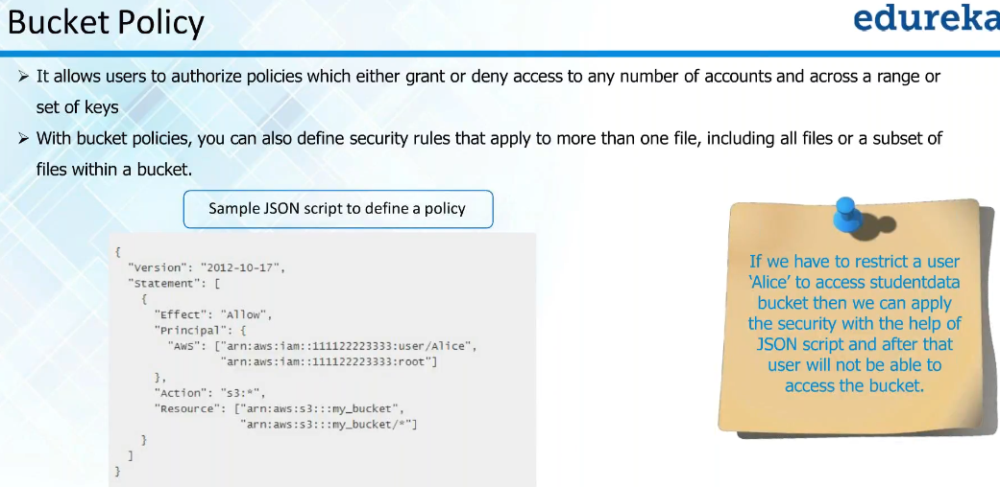 Bucket Policy
edureka
➢ It allows users to authorize policies which either grant or deny access to any number of accounts and across a range or
set of keys
➢ With bucket policies, you can also define security rules that apply to more than one file, including all files or a subset of
files within a bucket.
Sample JSON script to define a policy
{
"Version": "2012-10-17",
"Statement": [
{
"Effect": "Allow",
"Principal": {
"AWS": ["arn:aws:iam::111122223333:user/Alice",
"arn:aws:iam::111122223333:root"]
},
"Action": "s3:*",
"Resource": ["arn:aws:s3:::my_bucket",
"arn:aws:s3:::my_bucket/*"]
}
]
}
If we have to restrict a user
‘Alice’ to access studentdata
bucket then we can apply
the security with the help of
JSON script and after that
user will not be able to
access the bucket.